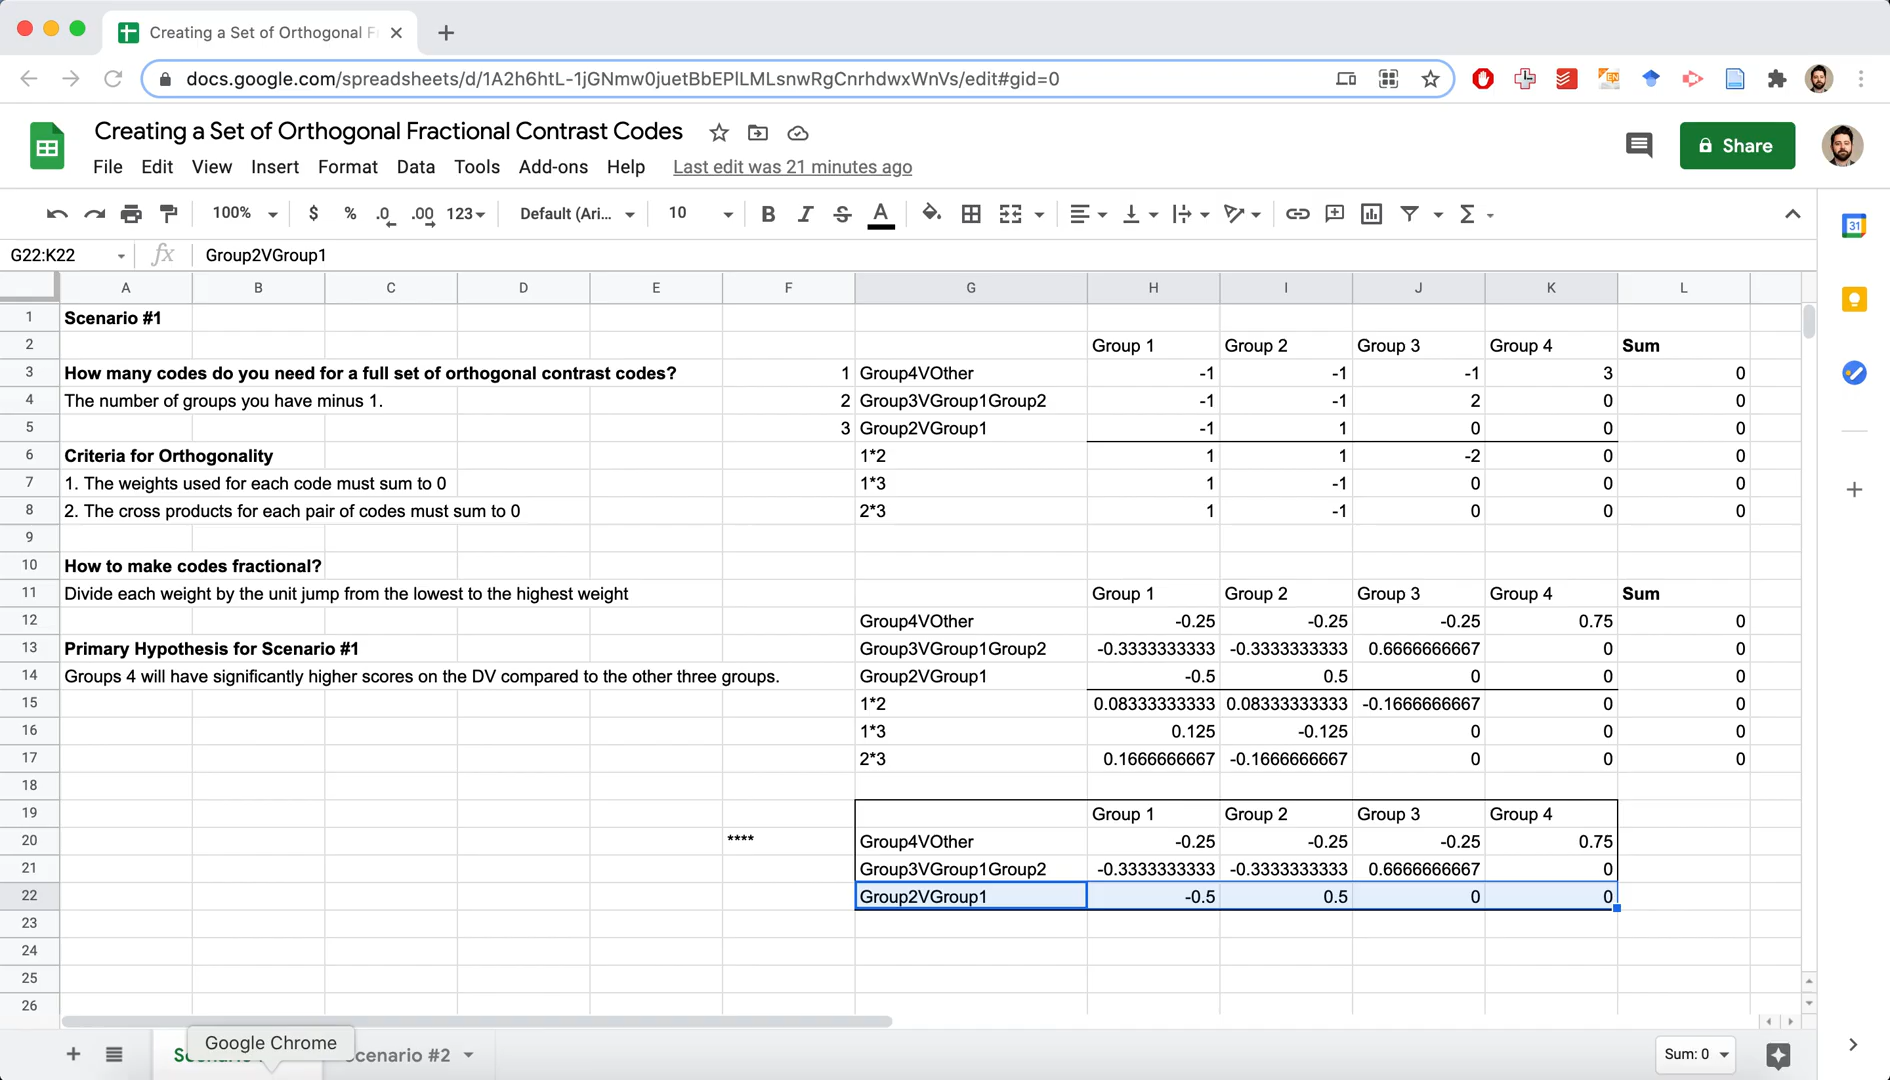 Creating a Set of Orthogonal F
docs.google.com/spreadsheets/d/1A2h6htL-1jGNmw0juetBbEPlLMLsnwRgCnrhdwxWnVs/edit#gid=0
Creating a Set of Orthogonal Fractional Contrast Codes
Share
File Edit View Insert Format Data Tools Add-ons Help Last edit was 21 minutes ago
100% $ % .0 .00 123 Default (Ari... 10 B I S A Σ
31
G22:K22 fx Group2VGroup1
A B C D E F G H I J K L
1 Scenario #1
2 Group 1 Group 2 Group 3 Group 4 Sum
3 How many codes do you need for a full set of orthogonal contrast codes? 1 Group4VOther -1 -1 -1 3 0
4 The number of groups you have minus 1. 2 Group3VGroup1Group2 -1 -1 2 0 0
5 3 Group2VGroup1 -1 1 0 0 0
6 Criteria for Orthogonality 1*2 1 1 -2 0 0
7 1. The weights used for each code must sum to 0 1*3 1 -1 0 0 0
8 2. The cross products for each pair of codes must sum to 0 2*3 1 -1 0 0 0
9
10 How to make codes fractional?
11 Divide each weight by the unit jump from the lowest to the highest weight Group 1 Group 2 Group 3 Group 4 Sum
12 Group4VOther -0.25 -0.25 -0.25 0.75 0
13 Primary Hypothesis for Scenario #1 Group3VGroup1Group2 -0.3333333333 -0.3333333333 0.6666666667 0 0
14 Groups 4 will have significantly higher scores on the DV compared to the other three groups. Group2VGroup1 -0.5 0.5 0 0 0
15 1*2 0.08333333333 0.08333333333 -0.1666666667 0 0
16 1*3 0.125 -0.125 0 0 0
17 2*3 0.1666666667 -0.1666666667 0 0 0
18
19 Group 1 Group 2 Group 3 Group 4
20 **** Group4VOther -0.25 -0.25 -0.25 0.75
21 Group3VGroup1Group2 -0.3333333333 -0.3333333333 0.6666666667 0
22 Group2VGroup1 -0.5 0.5 0 0
23
24
25
26
Google Chrome
cenario #2
Sum: 0